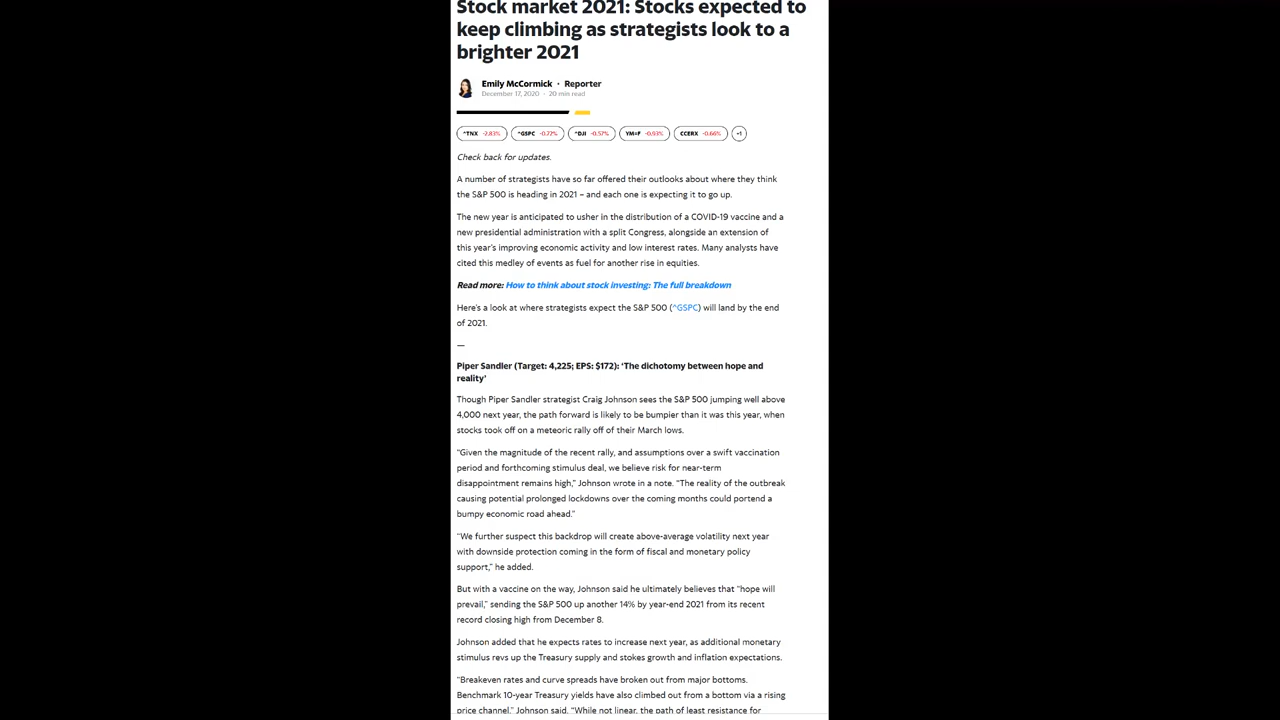 Stock market 2021: Stocks expected to
keep climbing as strategists look to a
brighter 2021
Emily McCormick · Reporter
December 17, 2020 · 20 min read
^TNX -2.83% ^GSPC -0.22% ^DJI -0.57% YM=F -0.93% CCERX -0.66% +1
Check back for updates.
A number of strategists have so far offered their outlooks about where they think
the S&P 500 is heading in 2021 – and each one is expecting it to go up.
The new year is anticipated to usher in the distribution of a COVID-19 vaccine and a
new presidential administration with a split Congress, alongside an extension of
this year's improving economic activity and low interest rates. Many analysts have
cited this medley of events as fuel for another rise in equities.
Read more: How to think about stock investing: The full breakdown
Here's a look at where strategists expect the S&P 500 (^GSPC) will land by the end
of 2021.
—
Piper Sandler (Target: 4,225; EPS: $172): 'The dichotomy between hope and
reality'
Though Piper Sandler strategist Craig Johnson sees the S&P 500 jumping well above
4,000 next year, the path forward is likely to be bumpier than it was this year, when
stocks took off on a meteoric rally off of their March lows.
"Given the magnitude of the recent rally, and assumptions over a swift vaccination
period and forthcoming stimulus deal, we believe risk for near-term
disappointment remains high," Johnson wrote in a note. "The reality of the outbreak
causing potential prolonged lockdowns over the coming months could portend a
bumpy economic road ahead."
"We further suspect this backdrop will create above-average volatility next year
with downside protection coming in the form of fiscal and monetary policy
support," he added.
But with a vaccine on the way, Johnson said he ultimately believes that "hope will
prevail," sending the S&P 500 up another 14% by year-end 2021 from its recent
record closing high from December 8.
Johnson added that he expects rates to increase next year, as additional monetary
stimulus revs up the Treasury supply and stokes growth and inflation expectations.
"Breakeven rates and curve spreads have broken out from major bottoms.
Benchmark 10-year Treasury yields have also climbed out from a bottom via a rising
price channel," Johnson said. "While not linear, the path of least resistance for